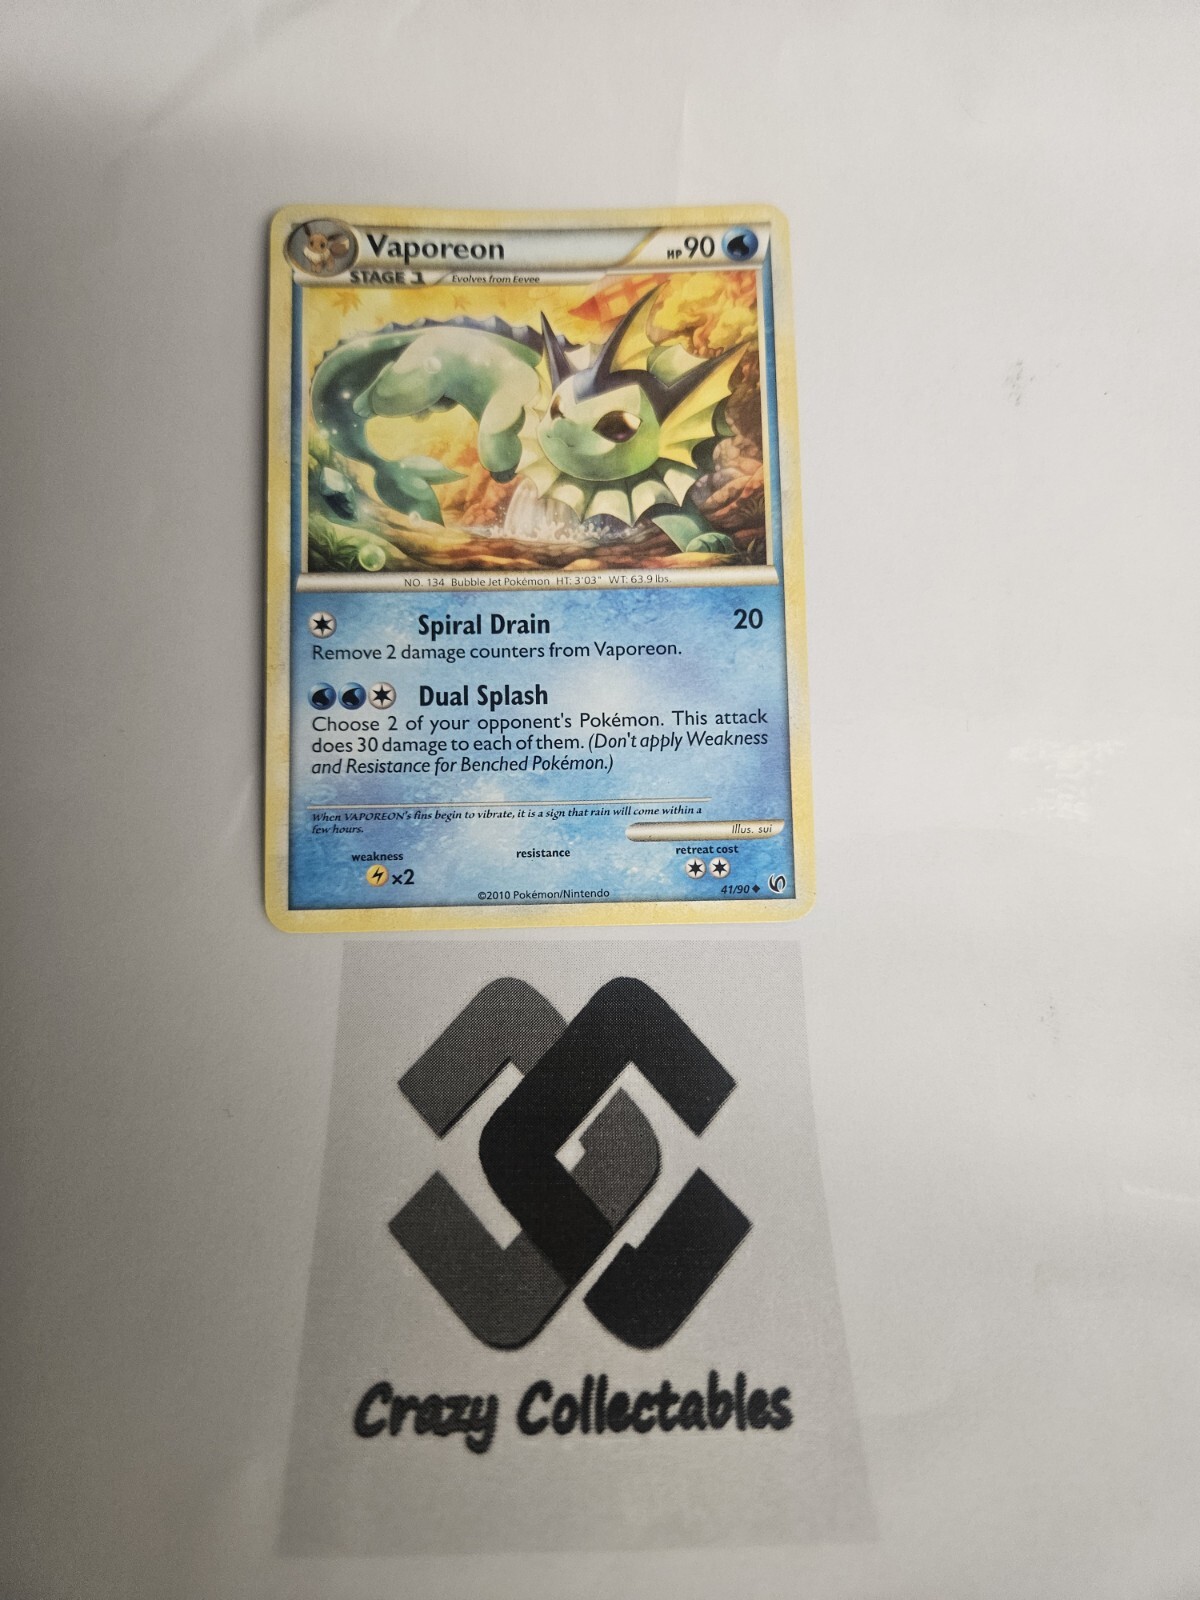 Vaporeon
HP 90
STAGE 1 Evolves from Eevee
NO. 134 Bubble Jet Pokémon HT: 3'03" WT: 63.9 lbs.
Spiral Drain 20
Remove 2 damage counters from Vaporeon.
Dual Splash
Choose 2 of your opponent's Pokémon. This attack
does 30 damage to each of them. (Don't apply Weakness
and Resistance for Benched Pokémon.)
When VAPOREON's fins begin to vibrate, it is a sign that rain will come within a
few hours.
Illus. sui
weakness resistance retreat cost
×2
©2010 Pokémon/Nintendo
41/90
Crazy Collectables